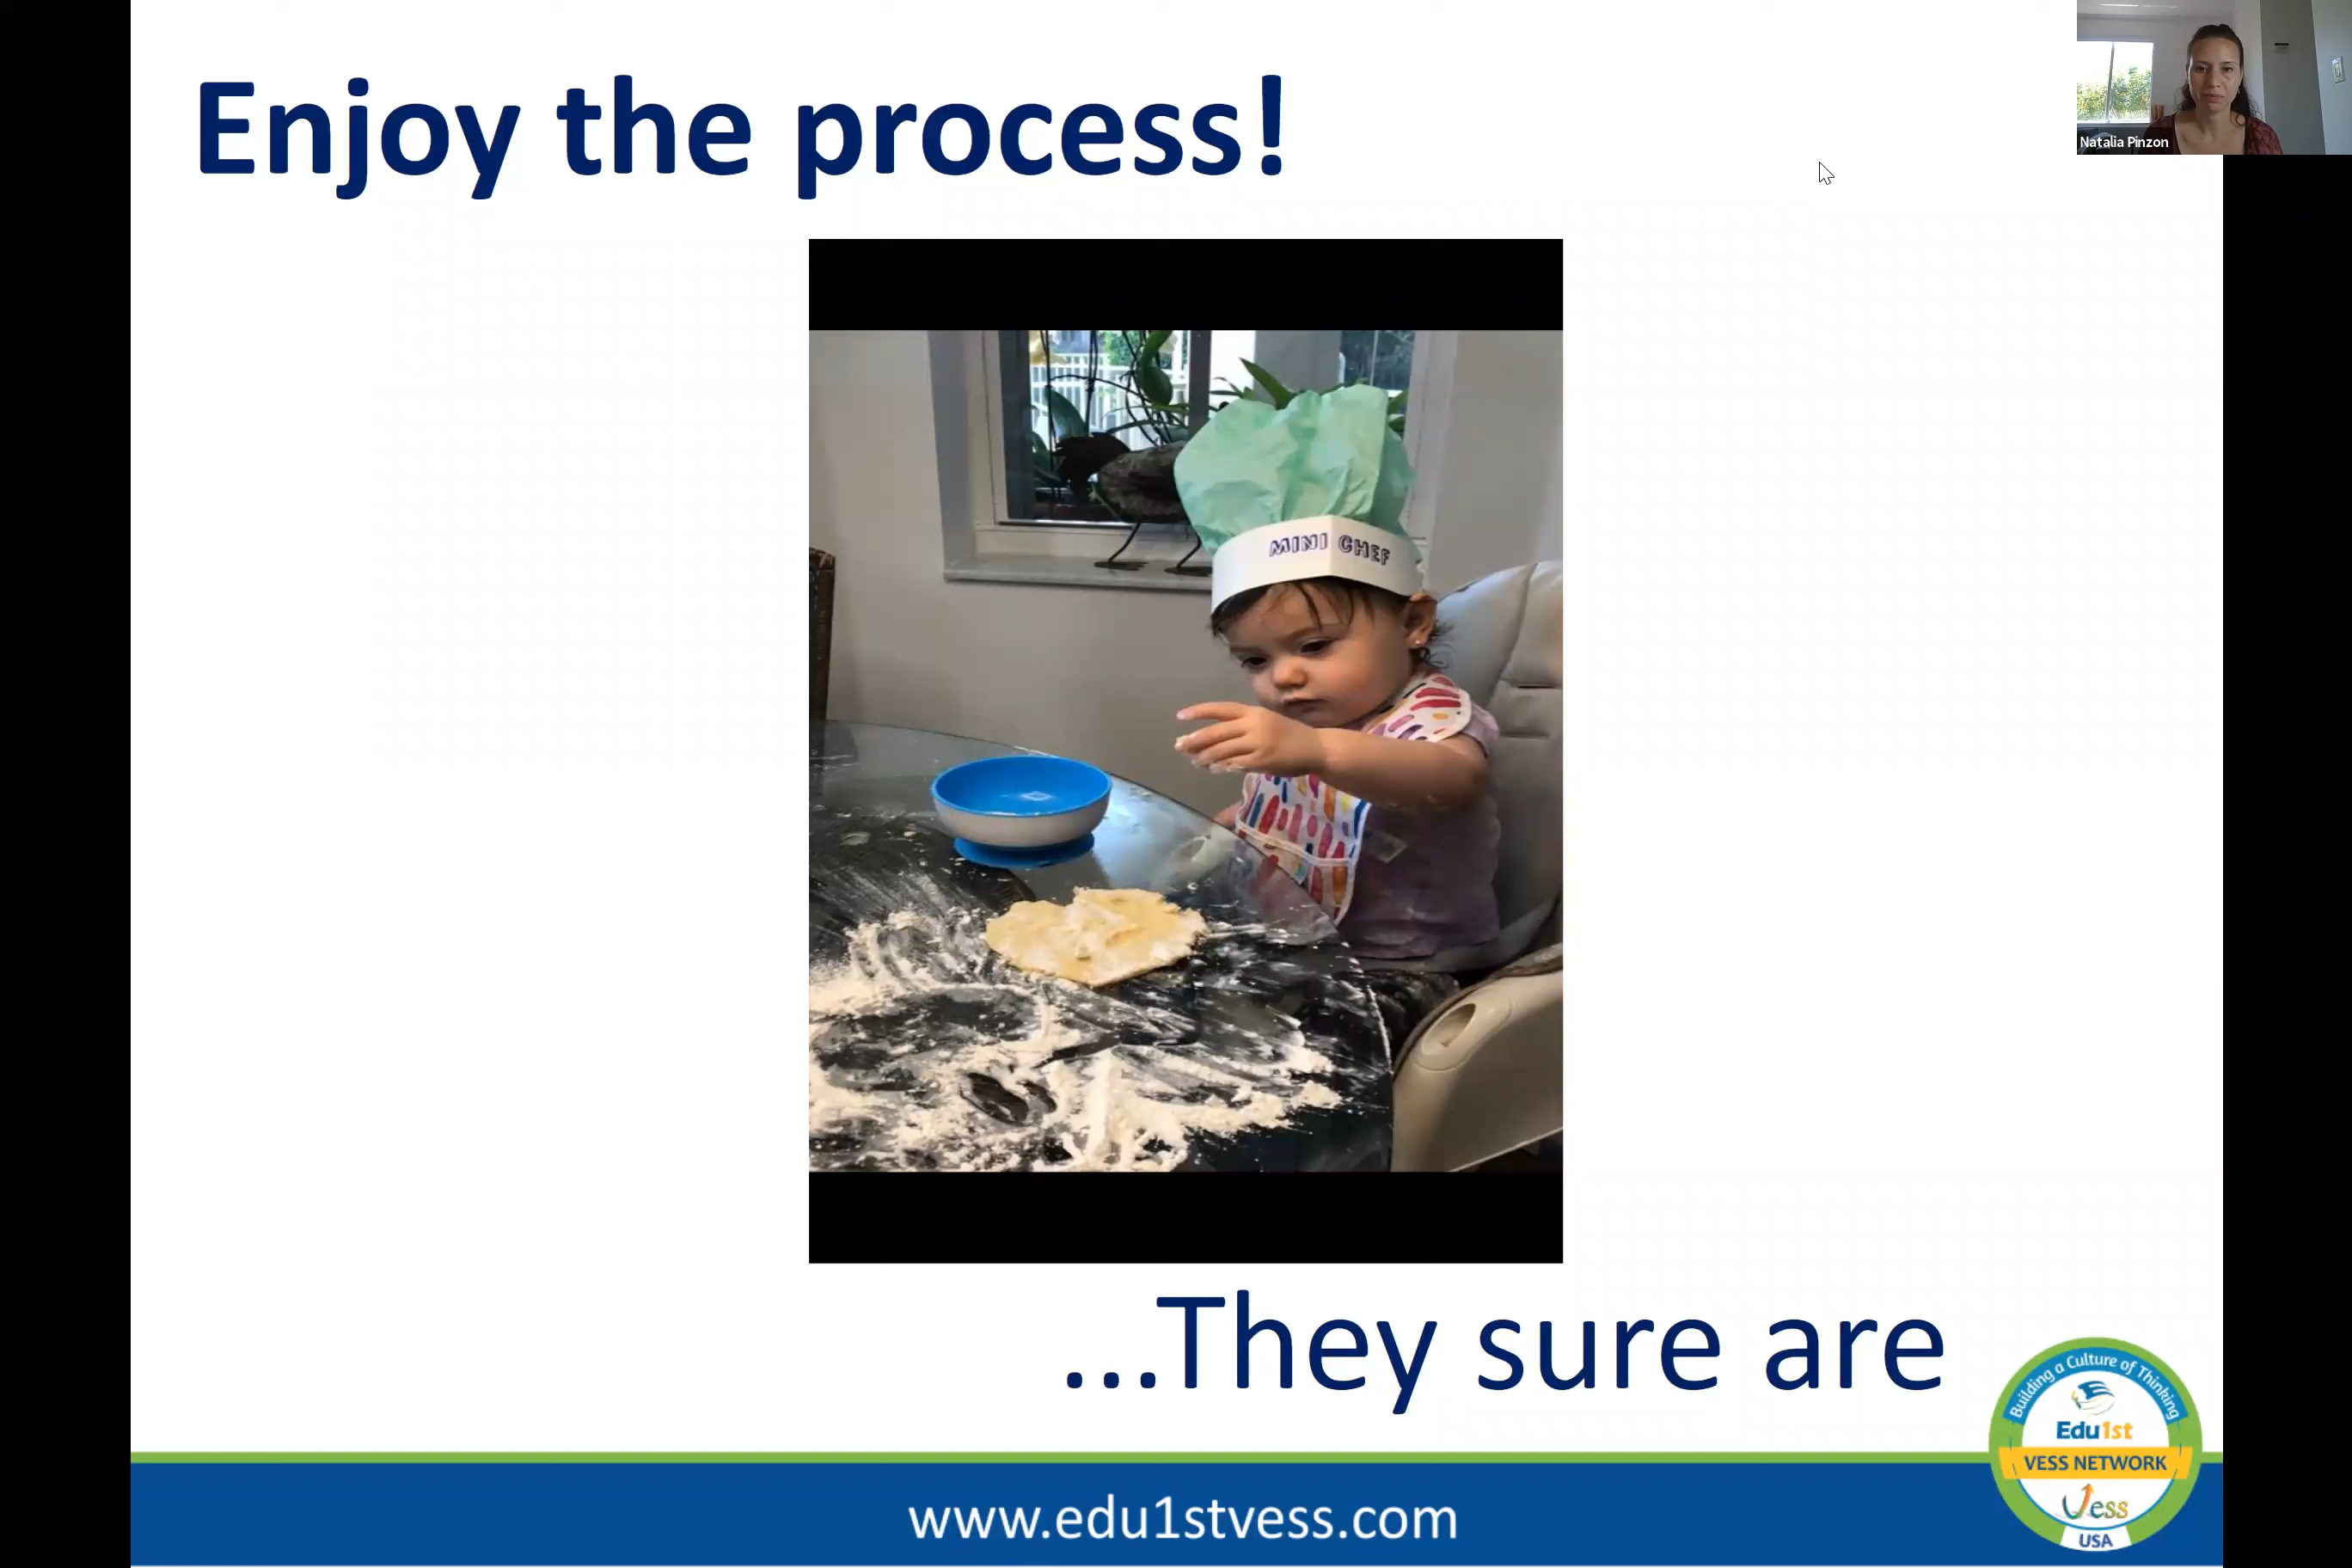 Enjoy the process!
Natalia Pinzon
MINI CHEF
...They sure are
Building a Culture of Thinking
Edu1st
VESS NETWORK
Vess
USA
www.edu1stvess.com